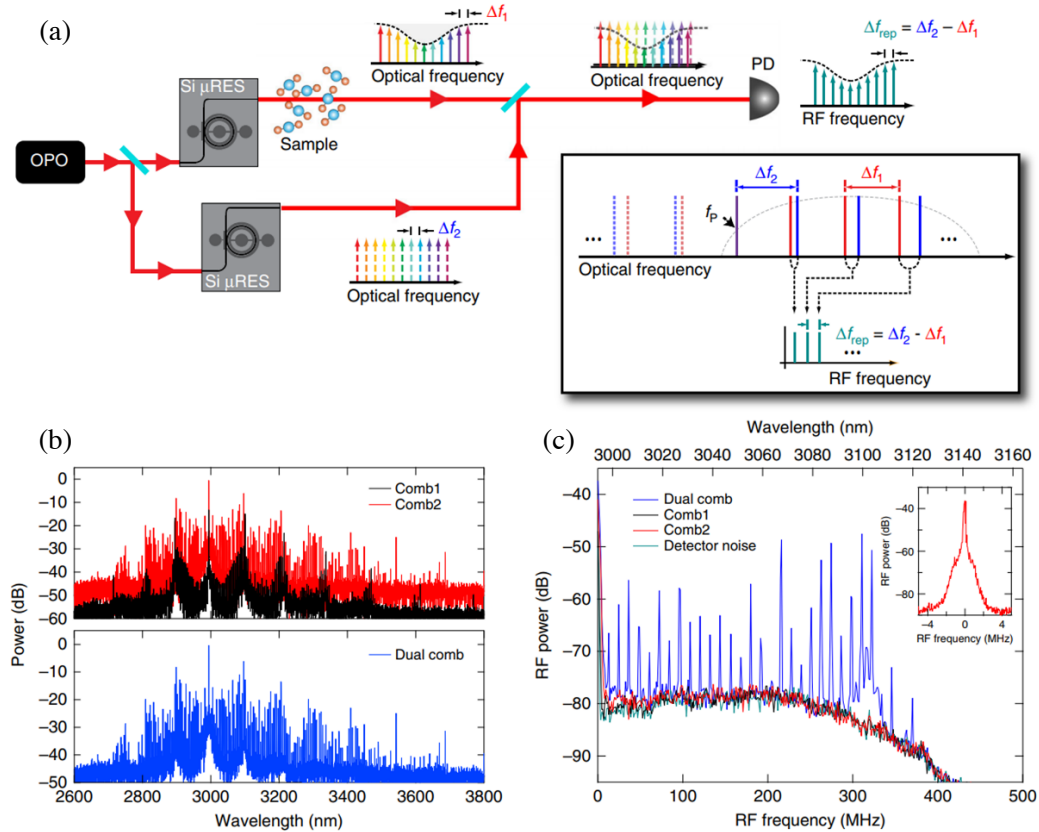 (a)
Δf1
Optical frequency
Optical frequency
PD
Δfrep = Δf2 − Δf1
RF frequency
Si μRES
Sample
OPO
Si μRES
Δf2
Optical frequency
Δf2
Δf1
fP
...
...
Optical frequency
Δfrep = Δf2 - Δf1
...
RF frequency
(b)
0
−10
−20
−30
−40
−50
−60
Comb1
Comb2
0
−10
−20
−30
−40
−50
Dual comb
Power (dB)
2600 2800 3000 3200 3400 3600 3800
Wavelength (nm)
(c)
Wavelength (nm)
3000 3020 3040 3060 3080 3100 3120 3140 3160
−40
−50
−60
−70
−80
−90
RF power (dB)
Dual comb
Comb1
Comb2
Detector noise
−40
−60
−80
RF power (dB)
−4 0 4
RF frequency (MHz)
0 100 200 300 400 500
RF frequency (MHz)